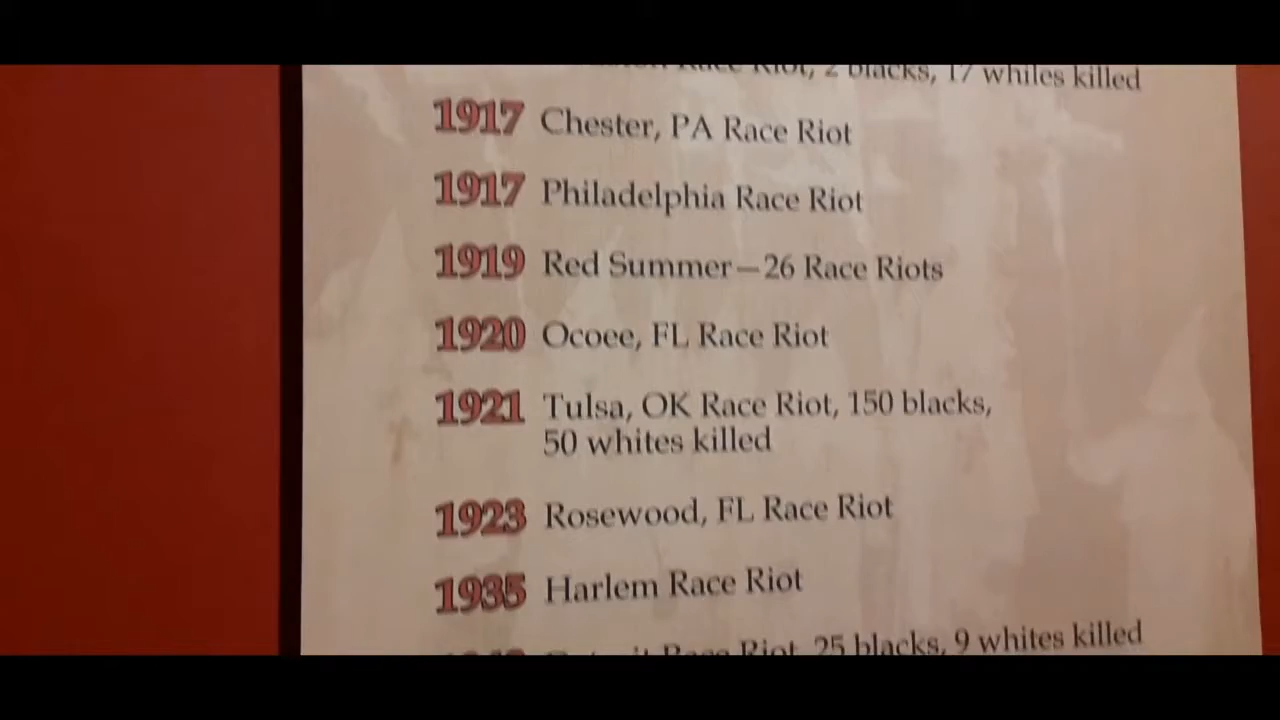 Race Riot, 2 blacks, 17 whites killed
1917 Chester, PA Race Riot
1917 Philadelphia Race Riot
1919 Red Summer—26 Race Riots
1920 Ocoee, FL Race Riot
1921 Tulsa, OK Race Riot, 150 blacks,
50 whites killed
1923 Rosewood, FL Race Riot
1935 Harlem Race Riot
Race Riot, 25 blacks, 9 whites killed